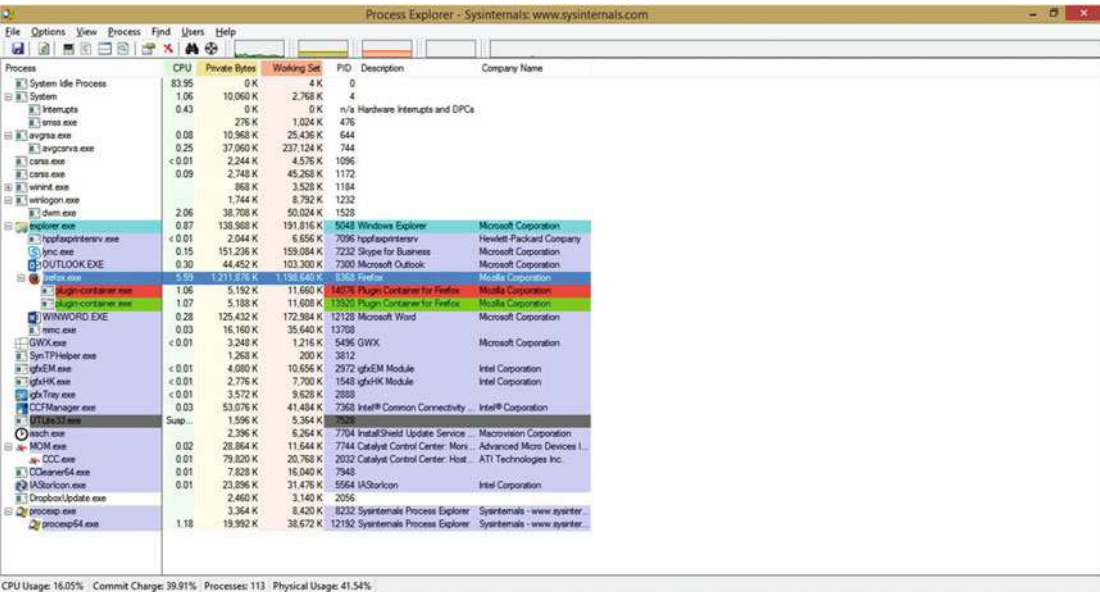 Process Explorer - Sysinternals: www.sysinternals.com
File Options View Process Find Users Help
Process CPU Private Bytes Working Set PID Description Company Name
System Idle Process 83.95 0 K 4 K 0
System 1.06 10,060 K 2,768 K 4
Interrupts 0.43 0 K 0 K n/a Hardware Interrupts and DPCs
smss.exe 276 K 1,024 K 476
avgrsa.exe 0.08 10,968 K 25,436 K 644
avgcsrva.exe 0.25 37,060 K 237,124 K 744
csrss.exe < 0.01 2,244 K 4,576 K 1096
csrss.exe 0.09 2,748 K 45,268 K 1172
wininit.exe 868 K 3,528 K 1184
winlogon.exe 1,744 K 8,792 K 1232
dwm.exe 2.06 38,708 K 50,024 K 1528
explorer.exe 0.87 138,988 K 191,816 K 5048 Windows Explorer Microsoft Corporation
hppfaxprintersrv.exe < 0.01 2,044 K 6,656 K 7096 hppfaxprintersrv Hewlett-Packard Company
lync.exe 0.15 151,236 K 159,084 K 7232 Skype for Business Microsoft Corporation
OUTLOOK.EXE 0.30 44,452 K 103,300 K 7300 Microsoft Outlook Microsoft Corporation
firefox.exe 5.59 1,211,876 K 1,198,640 K 8368 Firefox Mozilla Corporation
plugin-container.exe 1.06 5,192 K 11,660 K 14076 Plugin Container for Firefox Mozilla Corporation
plugin-container.exe 1.07 5,188 K 11,608 K 13920 Plugin Container for Firefox Mozilla Corporation
WINWORD.EXE 0.28 125,432 K 172,984 K 12128 Microsoft Word Microsoft Corporation
mmc.exe 0.03 16,160 K 35,640 K 13708
GWX.exe < 0.01 3,248 K 1,216 K 5496 GWX Microsoft Corporation
SynTPHelper.exe 1,268 K 200 K 3812
igfxEM.exe < 0.01 4,080 K 10,656 K 2972 igfxEM Module Intel Corporation
igfxHK.exe < 0.01 2,776 K 7,700 K 1548 igfxHK Module Intel Corporation
igfxTray.exe < 0.01 3,572 K 9,628 K 2888
CCFManager.exe 0.03 53,076 K 41,484 K 7368 Intel® Common Connectivity ... Intel® Corporation
UTLite33.exe Susp... 1,596 K 5,364 K 7528
issch.exe 2,396 K 6,264 K 7704 InstallShield Update Service ... Macrovision Corporation
MOM.exe 0.02 28,864 K 11,644 K 7744 Catalyst Control Center: Moni... Advanced Micro Devices I...
CCC.exe 0.01 79,820 K 20,768 K 2032 Catalyst Control Center: Host... ATI Technologies Inc.
CCleaner64.exe 0.01 7,828 K 16,040 K 7948
IAStorIcon.exe 0.01 23,896 K 31,476 K 5564 IAStorIcon Intel Corporation
DropboxUpdate.exe 2,460 K 3,140 K 2056
procexp.exe 3,364 K 8,420 K 8232 Sysinternals Process Explorer Sysinternals - www.sysinter...
procexp64.exe 1.18 19,992 K 38,672 K 12192 Sysinternals Process Explorer Sysinternals - www.sysinter...
CPU Usage: 16.05% Commit Charge: 39.91% Processes: 113 Physical Usage: 41.54%